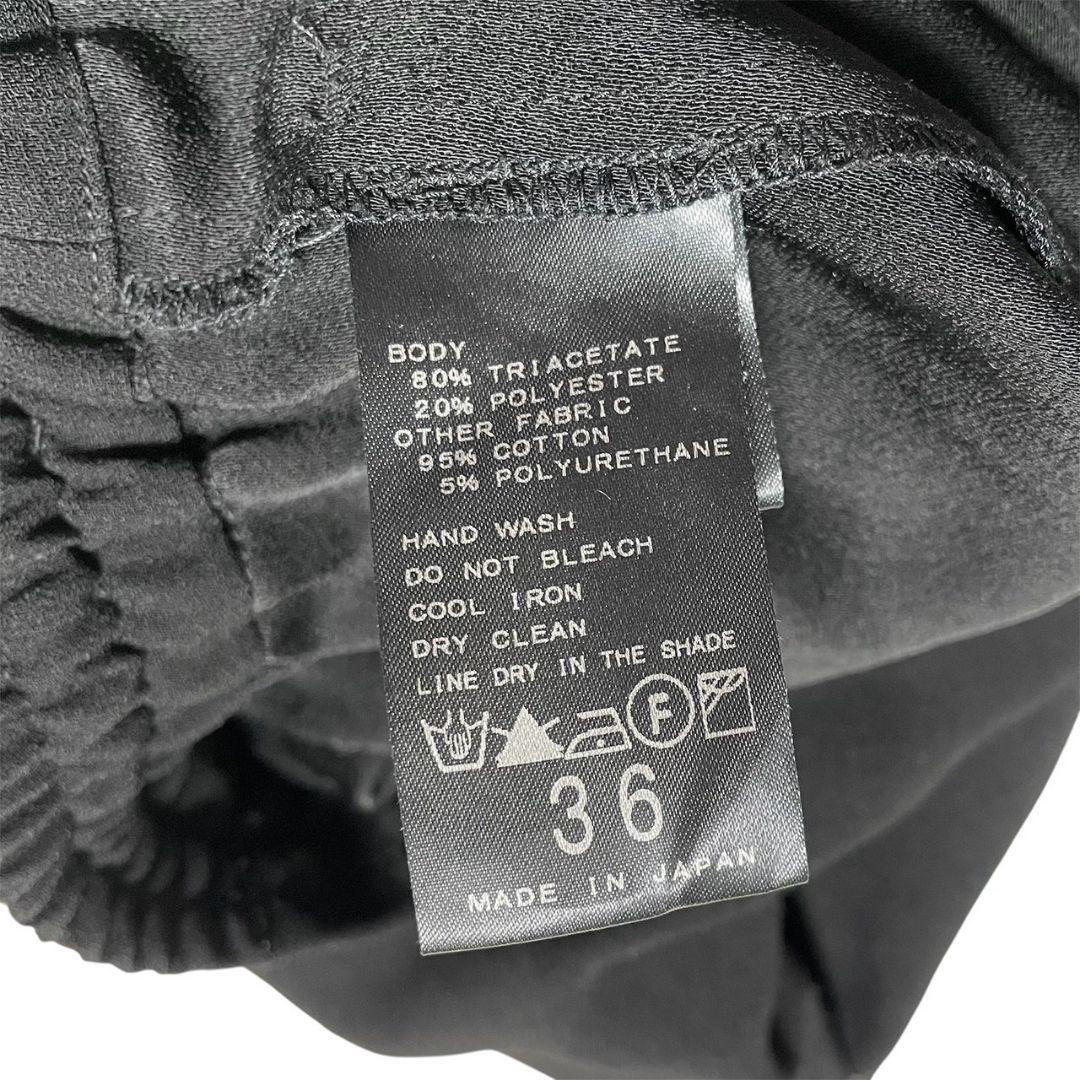 BODY
80% TRIACETATE
20% POLYESTER
OTHER FABRIC
95% COTTON
5% POLYURETHANE
HAND WASH
DO NOT BLEACH
COOL IRON
DRY CLEAN
LINE DRY IN THE SHADE
F
36
MADE IN JAPAN